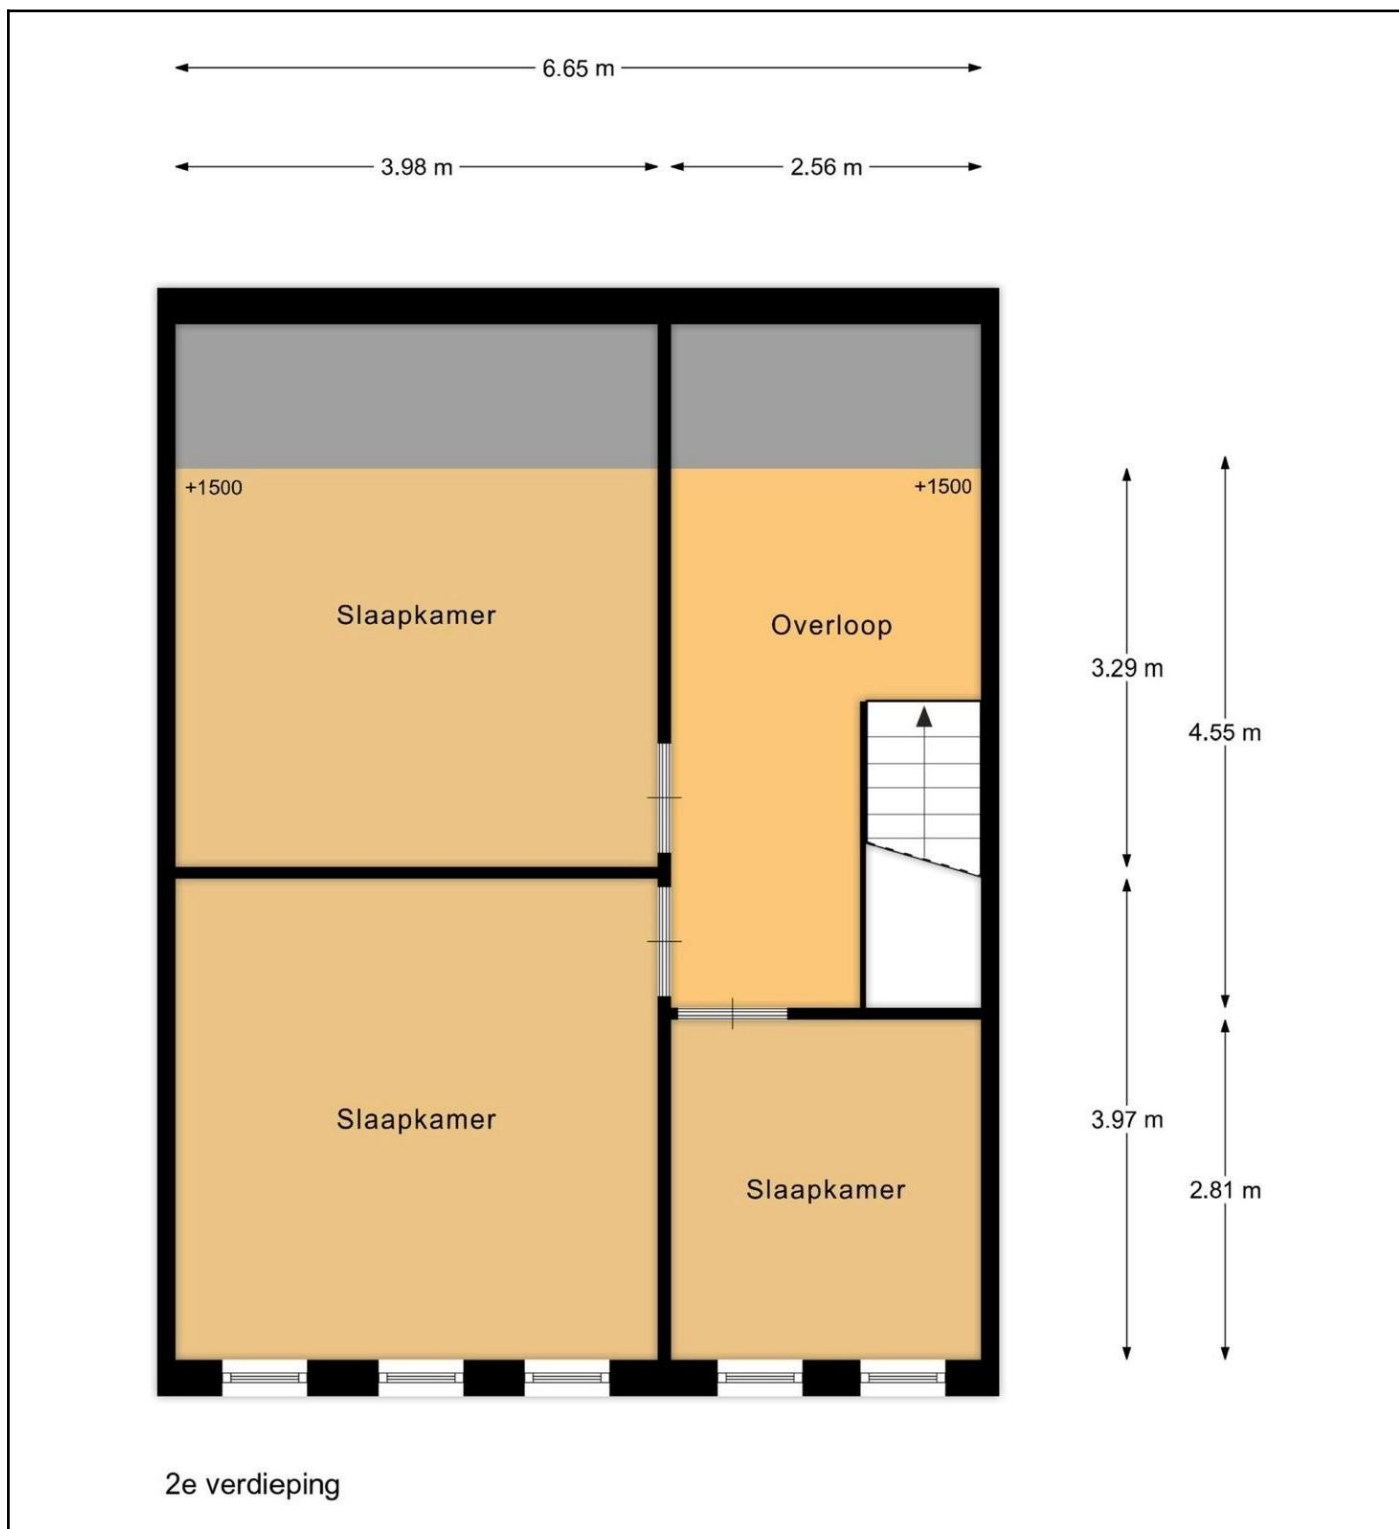 6.65 m
3.98 m
2.56 m
+1500
+1500
Slaapkamer
Overloop
3.29 m
4.55 m
Slaapkamer
3.97 m
Slaapkamer
2.81 m
2e verdieping